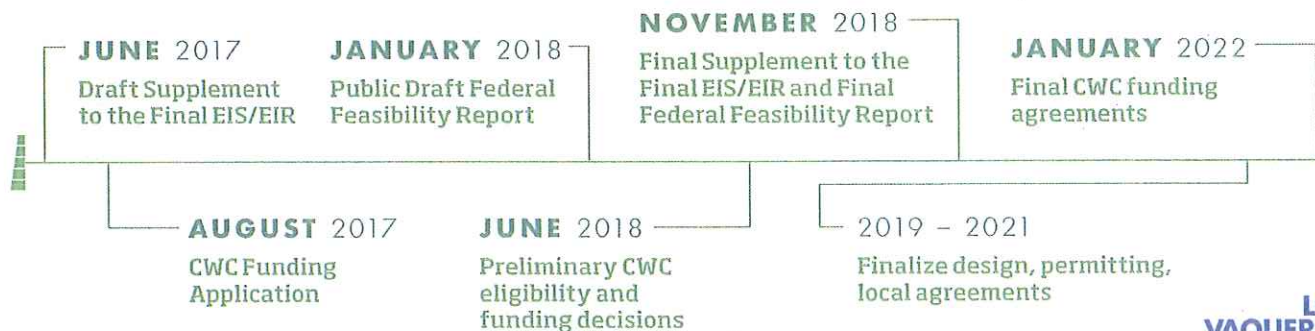 JUNE 2017
Draft Supplement
to the Final EIS/EIR
JANUARY 2018
Public Draft Federal
Feasibility Report
NOVEMBER 2018
Final Supplement to the
Final EIS/EIR and Final
Federal Feasibility Report
JANUARY 2022
Final CWC funding
agreements
AUGUST 2017
CWC Funding
Application
JUNE 2018
Preliminary CWC
eligibility and
funding decisions
2019 – 2021
Finalize design, permitting,
local agreements